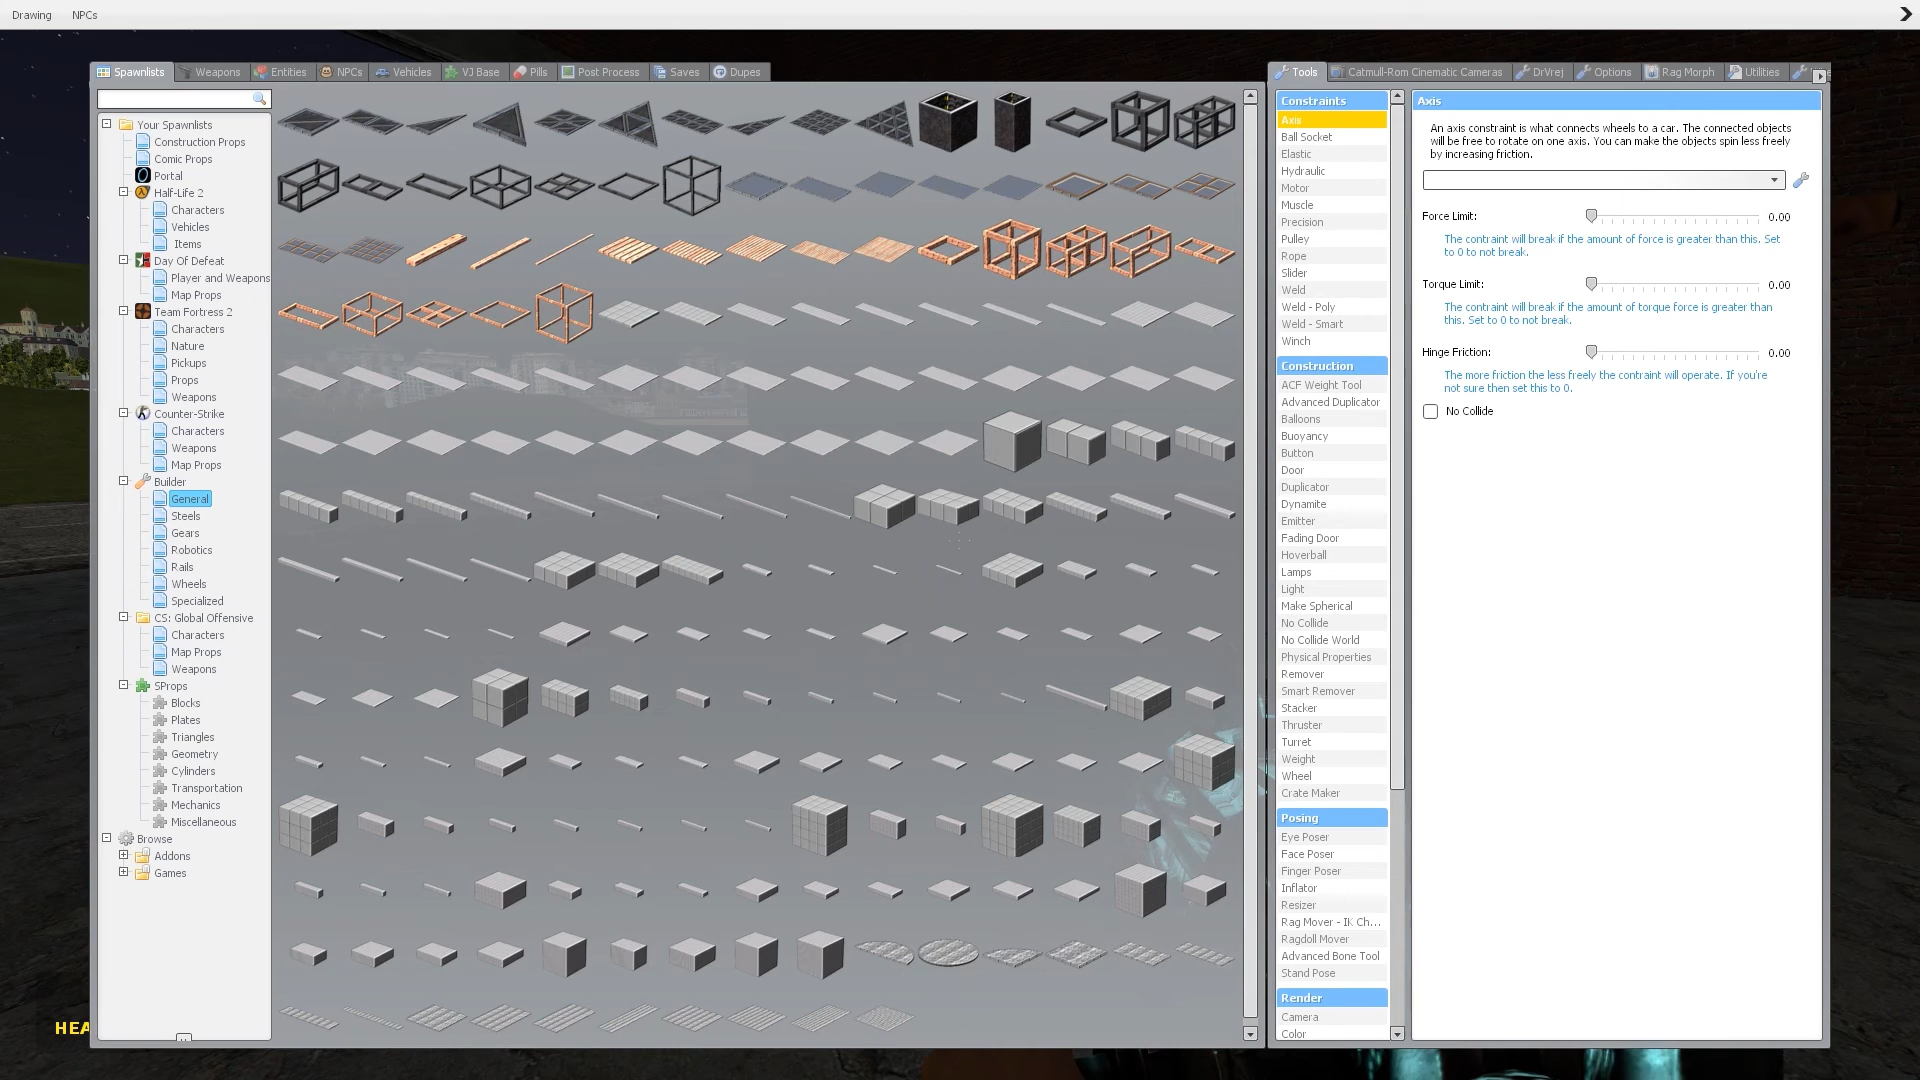 Drawing NPCs
Spawnlists Weapons Entities NPCs Vehicles VJ Base Pills Post Process Saves Dupes
Your Spawnlists
Construction Props
Comic Props
Portal
Half-Life 2
Characters
Vehicles
Items
Day Of Defeat
Player and Weapons
Map Props
Team Fortress 2
Characters
Nature
Pickups
Props
Weapons
Counter-Strike
Characters
Weapons
Map Props
Builder
General
Steels
Gears
Robotics
Rails
Wheels
Specialized
CS: Global Offensive
Characters
Map Props
Weapons
SProps
Blocks
Plates
Triangles
Geometry
Cylinders
Transportation
Mechanics
Miscellaneous
Browse
Addons
Games
HEA
Tools Catmull-Rom Cinematic Cameras DrVrej Options Rag Morph Utilities
Constraints
Axis
Ball Socket
Elastic
Hydraulic
Motor
Muscle
Precision
Pulley
Rope
Slider
Weld
Weld - Poly
Weld - Smart
Winch
Construction
ACF Weight Tool
Advanced Duplicator
Balloons
Buoyancy
Button
Door
Duplicator
Dynamite
Emitter
Fading Door
Hoverball
Lamps
Light
Make Spherical
No Collide
No Collide World
Physical Properties
Remover
Smart Remover
Stacker
Thruster
Turret
Weight
Wheel
Crate Maker
Posing
Eye Poser
Face Poser
Finger Poser
Inflator
Resizer
Rag Mover - IK Ch...
Ragdoll Mover
Advanced Bone Tool
Stand Pose
Render
Camera
Color
Axis
An axis constraint is what connects wheels to a car. The connected objects
will be free to rotate on one axis. You can make the objects spin less freely
by increasing friction.
Force Limit: 0.00
The contraint will break if the amount of force is greater than this. Set
to 0 to not break.
Torque Limit: 0.00
The contraint will break if the amount of torque force is greater than
this. Set to 0 to not break.
Hinge Friction: 0.00
The more friction the less freely the contraint will operate. If you're
not sure then set this to 0.
No Collide